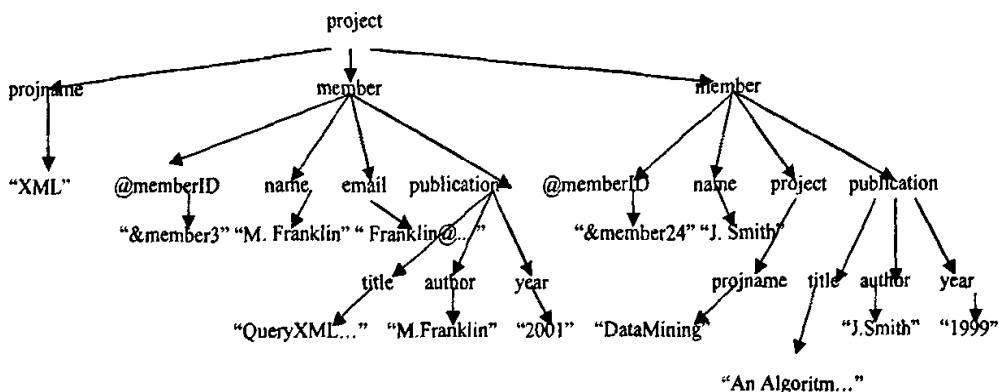 project
projname member member
"XML" @memberID name email publication @memberID name project publication
"&member3" "M. Franklin" " Franklin@...." "&member24" "J. Smith"
title author year projname title author year
"QueryXML..." "M.Franklin" "2001" "DataMining" "J.Smith" "1999"
"An Algoritm..."